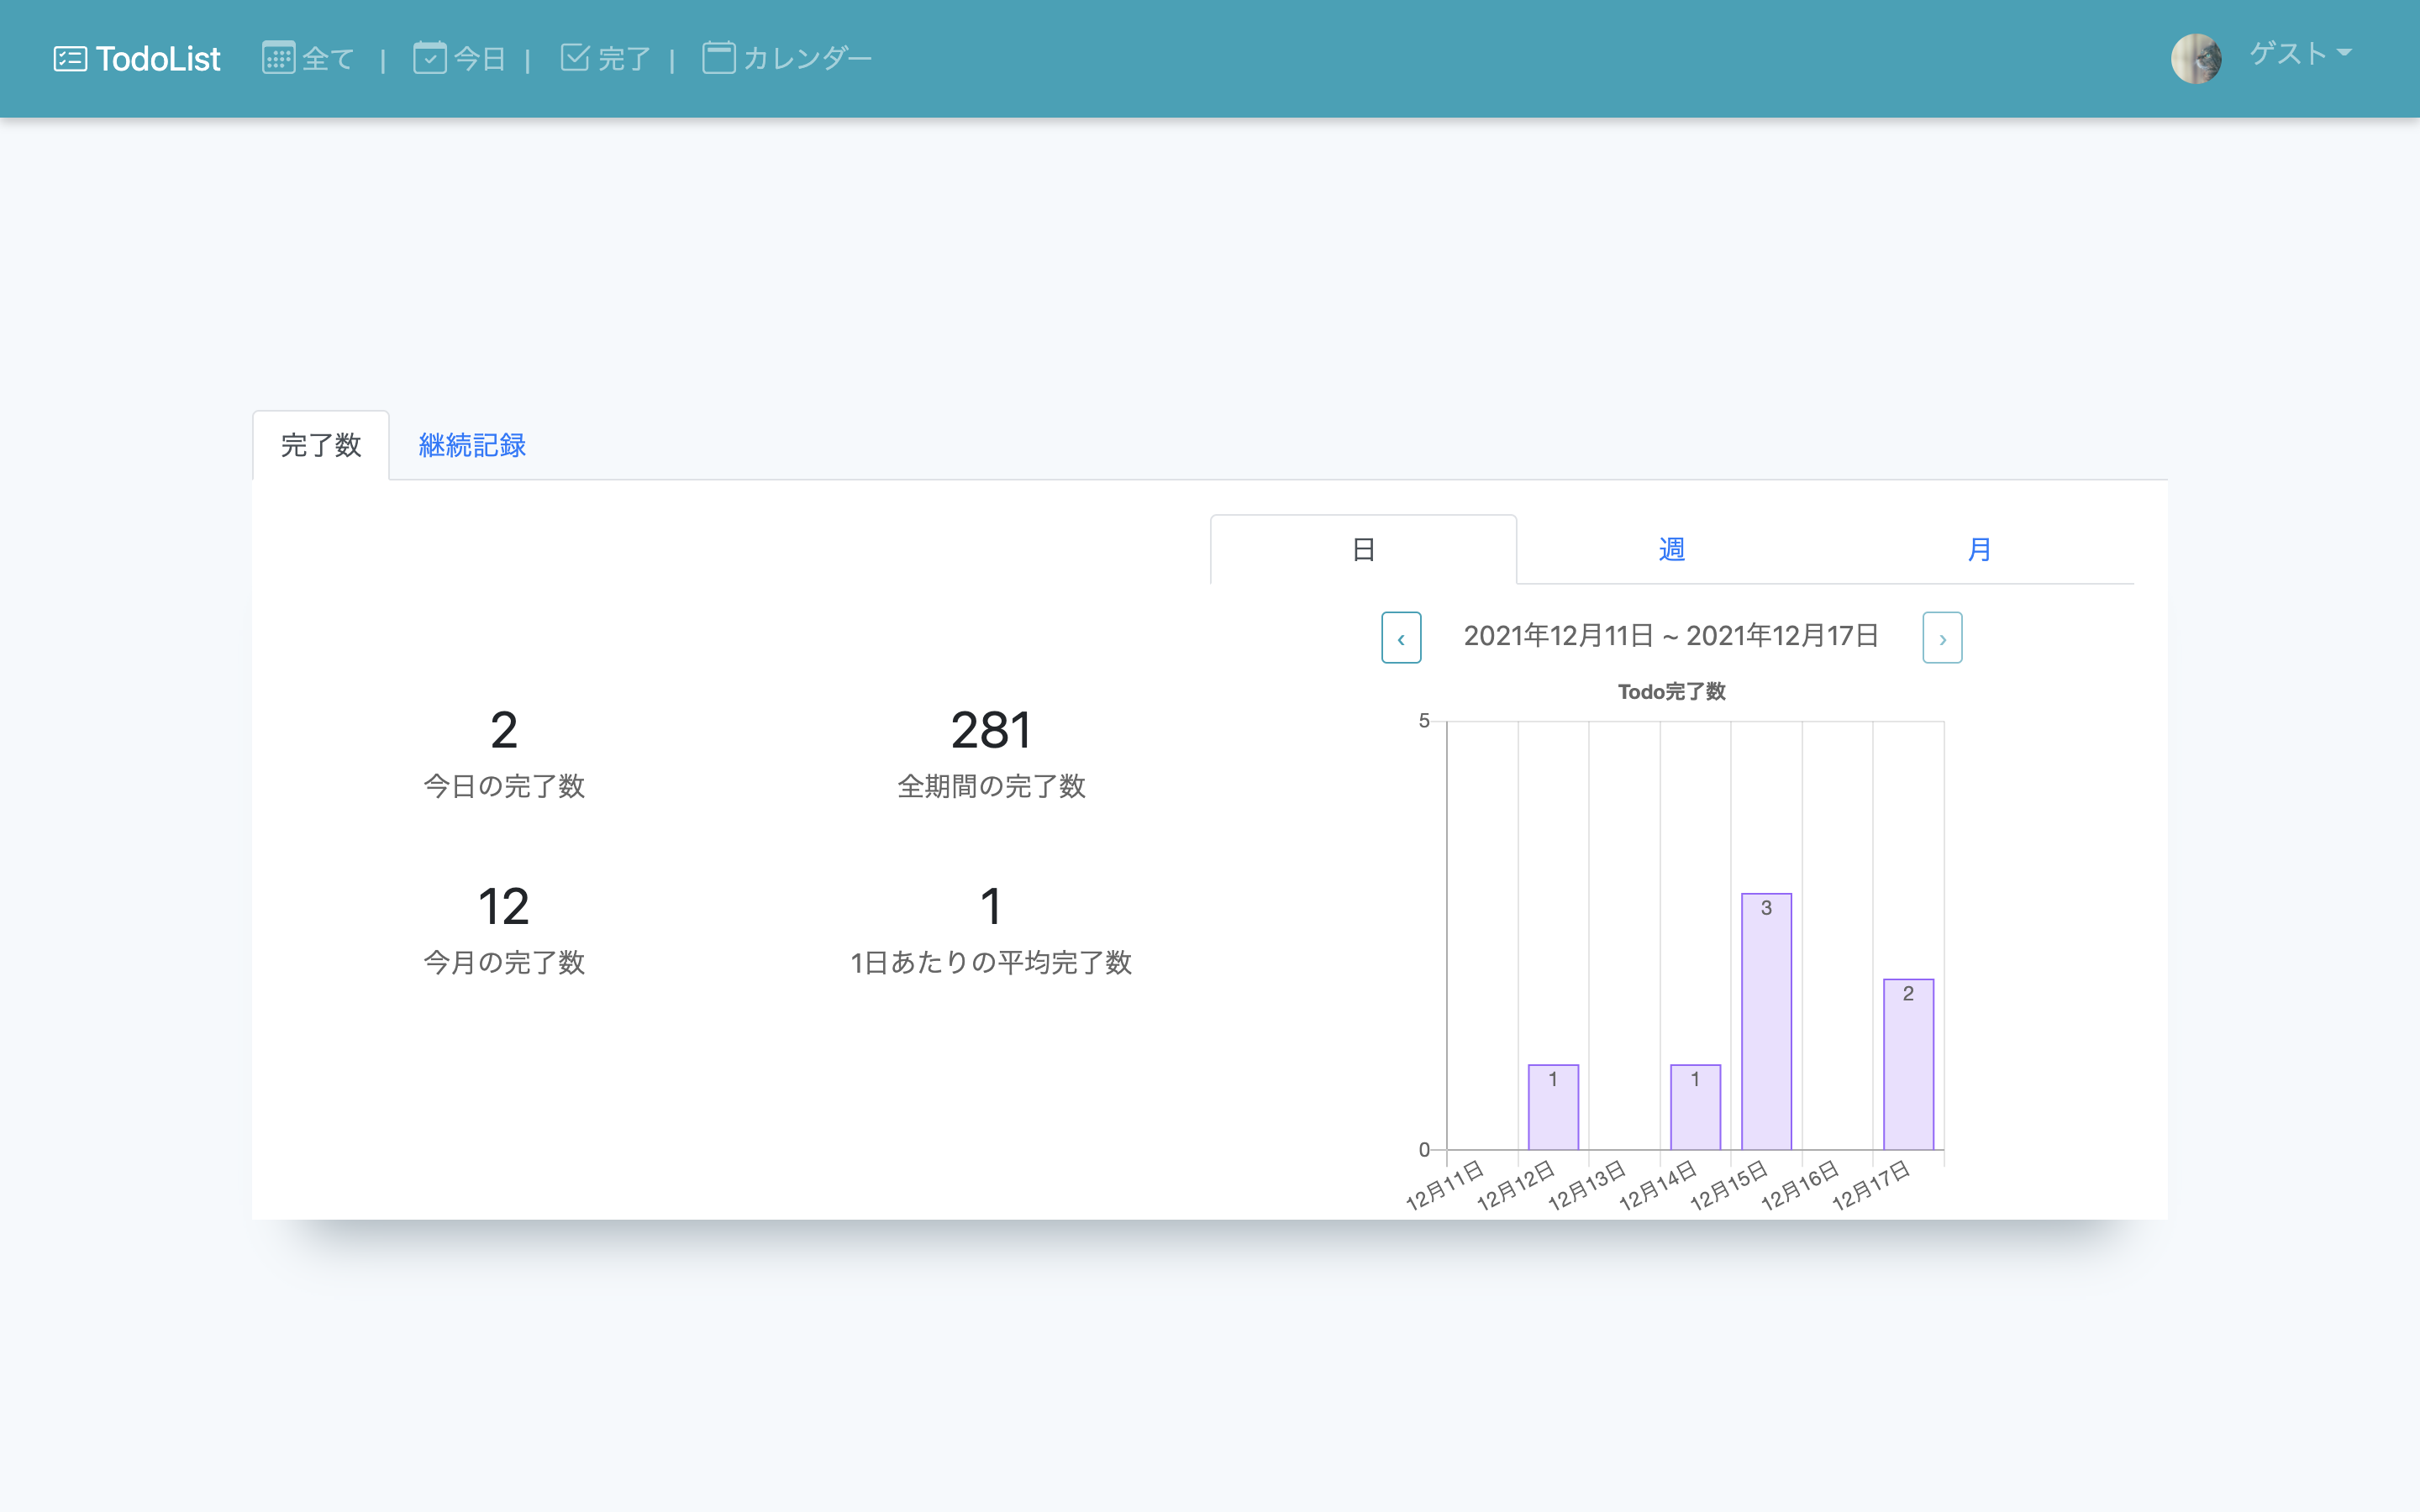 TodoList 全て | 今日 | 完了 | カレンダー ゲスト
完了数 継続記録
日 週 月
‹ 2021年12月11日 ~ 2021年12月17日 ›
2
今日の完了数
281
全期間の完了数
12
今月の完了数
1
1日あたりの平均完了数
Todo完了数
5
3
2
1 1
0
12月11日 12月12日 12月13日 12月14日 12月15日 12月16日 12月17日